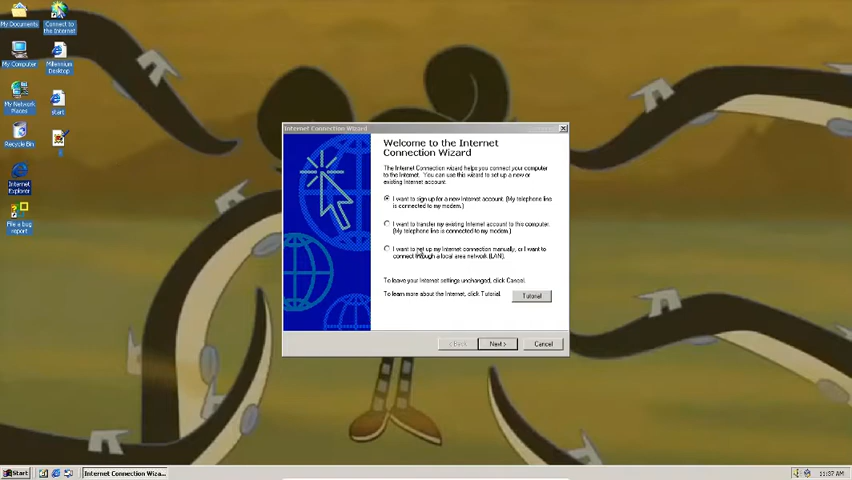 My Documents
Connect to
the Internet
My Computer
Millennium
Desktop
My Network
Places
start
Recycle Bin
Internet
Explorer
File a bug
report
Internet Connection Wizard
Welcome to the Internet
Connection Wizard
The Internet Connection wizard helps you connect your computer
to the Internet. You can use this wizard to set up a new or
existing Internet account.
I want to sign up for a new Internet account. (My telephone line
is connected to my modem.)
I want to transfer my existing Internet account to this computer.
(My telephone line is connected to my modem.)
I want to set up my Internet connection manually, or I want to
connect through a local area network (LAN).
To leave your Internet settings unchanged, click Cancel.
To learn more about the Internet, click Tutorial.
Tutorial
< Back
Next >
Cancel
Start
Internet Connection Wiza...
11:37 AM